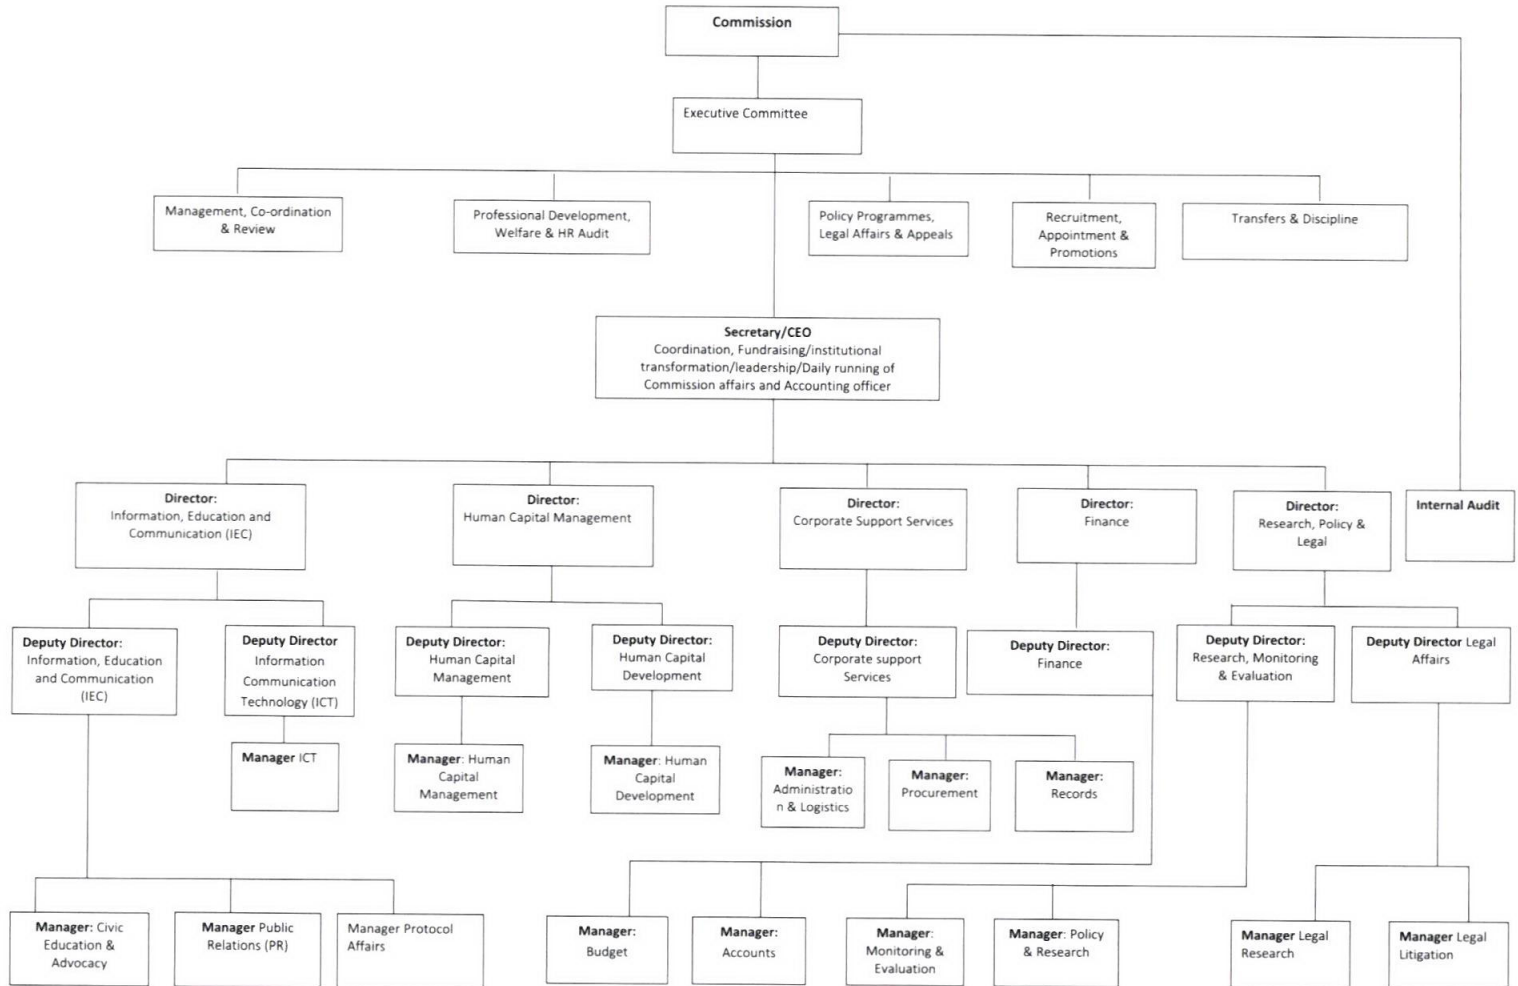 Commission
Executive Committee
Management, Co-ordination
& Review
Professional Development,
Welfare & HR Audit
Policy Programmes,
Legal Affairs & Appeals
Recruitment,
Appointment &
Promotions
Transfers & Discipline
Secretary/CEO
Coordination, Fundraising/institutional
transformation/leadership/Daily running of
Commission affairs and Accounting officer
Director:
Information, Education and
Communication (IEC)
Director:
Human Capital Management
Director:
Corporate Support Services
Director:
Finance
Director:
Research, Policy &
Legal
Internal Audit
Deputy Director:
Information, Education
and Communication
(IEC)
Deputy Director
Information
Communication
Technology (ICT)
Deputy Director:
Human Capital
Management
Deputy Director:
Human Capital
Development
Deputy Director:
Corporate support
Services
Deputy Director:
Finance
Deputy Director:
Research, Monitoring
& Evaluation
Deputy Director Legal
Affairs
Manager ICT
Manager: Human
Capital
Management
Manager: Human
Capital
Development
Manager:
Administratio
n & Logistics
Manager:
Procurement
Manager:
Records
Manager: Civic
Education &
Advocacy
Manager Public
Relations (PR)
Manager Protocol
Affairs
Manager:
Budget
Manager:
Accounts
Manager:
Monitoring &
Evaluation
Manager: Policy
& Research
Manager Legal
Research
Manager Legal
Litigation